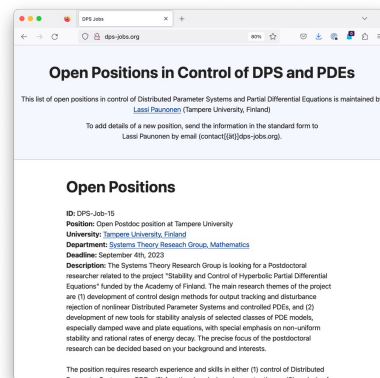 DPS Jobs
dps-jobs.org
80%
Open Positions in Control of DPS and PDEs
This list of open positions in control of Distributed Parameter Systems and Partial Differential Equations is maintained b
Lassi Paunonen (Tampere University, Finland)
To add details of a new position, send the information in the standard form to
Lassi Paunonen by email (contact[(at)]dps-jobs.org).
Open Positions
ID: DPS-Job-15
Position: Open Postdoc position at Tampere University
University: Tampere University, Finland
Department: Systems Theory Reseach Group, Mathematics
Deadline: September 4th, 2023
Description: The Systems Theory Research Group is looking for a Postdoctoral
researcher related to the project "Stability and Control of Hyperbolic Partial Differential
Equations" funded by the Academy of Finland. The main research themes of the project
are (1) development of control design methods for output tracking and disturbance
rejection of nonlinear Distributed Parameter Systems and controlled PDEs, and (2)
development of new tools for stability analysis of selected classes of PDE models,
especially damped wave and plate equations, with special emphasis on non-uniform
stability and rational rates of energy decay. The precise focus of the postdoctoral
research can be decided based on your background and interests.
The position requires research experience and skills in either (1) control of Distributed